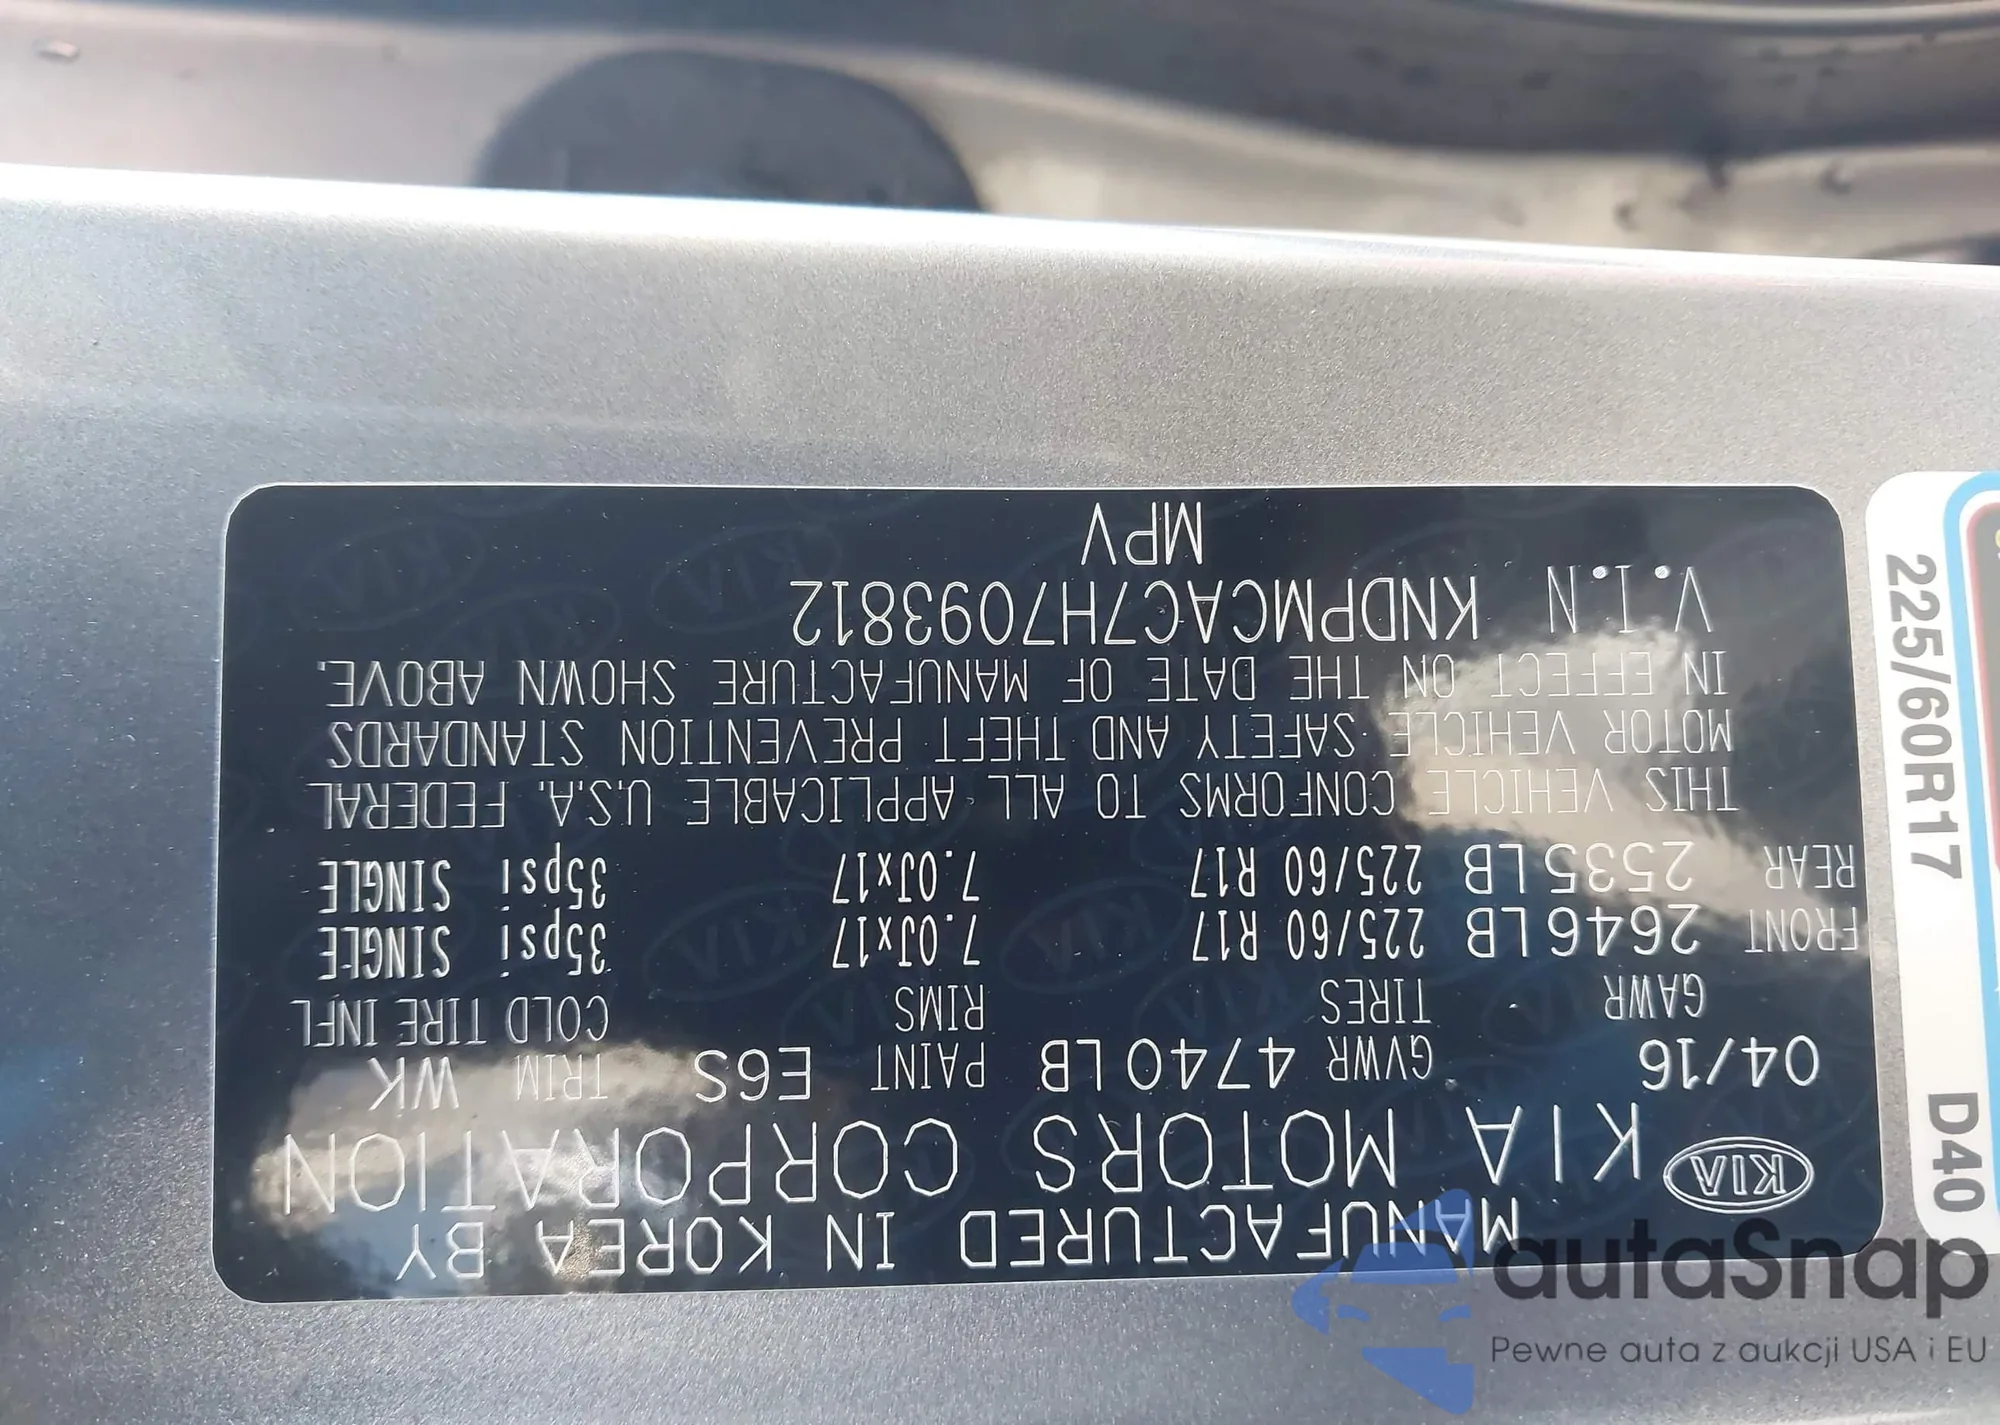 MANUFACTURED IN KOREA BY
KIA KIA MOTORS CORPORATION
04/16 GVWR 4740LB PAINT E6S TRIM WK
GAWR TIRES RIMS COLD TIRE INFL
FRONT 2646LB 225/60 R17 7.0Jx17 35psi SINGLE
REAR 2535LB 225/60 R17 7.0Jx17 35psi SINGLE
THIS VEHICLE CONFORMS TO ALL APPLICABLE U.S.A. FEDERAL
MOTOR VEHICLE SAFETY AND THEFT PREVENTION STANDARDS
IN EFFECT ON THE DATE OF MANUFACTURE SHOWN ABOVE.
V.I.N KNDPMCAC7H7093812
MPV
225/60R17 D40
autaSnap
Pewne auta z aukcji USA i EU